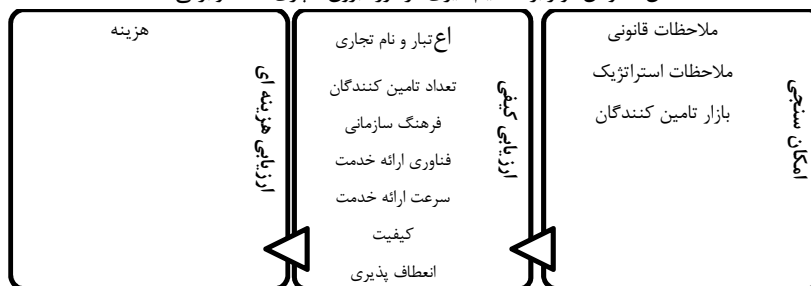 امکان سنجی
ملاحظات قانونی
ملاحظات استراتژیک
بازار تامین کنندگان
ارزیابی کیفی
اعتبار و نام تجاری
تعداد تامین کنندگان
فرهنگ سازمانی
فناوری ارائه خدمت
سرعت ارائه خدمت
کیفیت
انعطاف پذیری
ارزیابی هزینه ای
هزینه